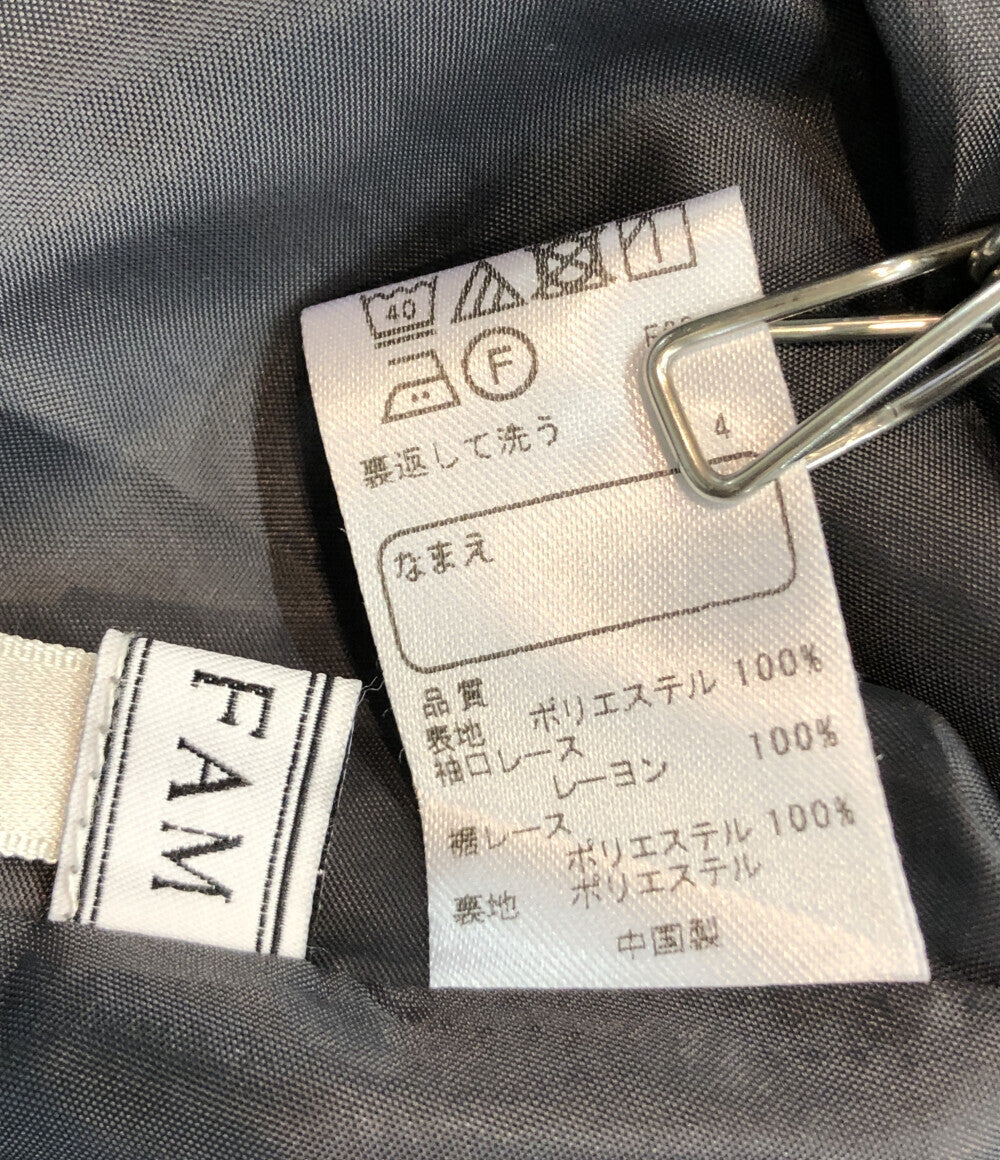 40
F
裏返して洗う
4
なまえ
品質
表地 ポリエステル 100%
袖口レース
レーヨン 100%
裾レース
ポリエステル 100%
裏地 ポリエステル
中国製
FAM